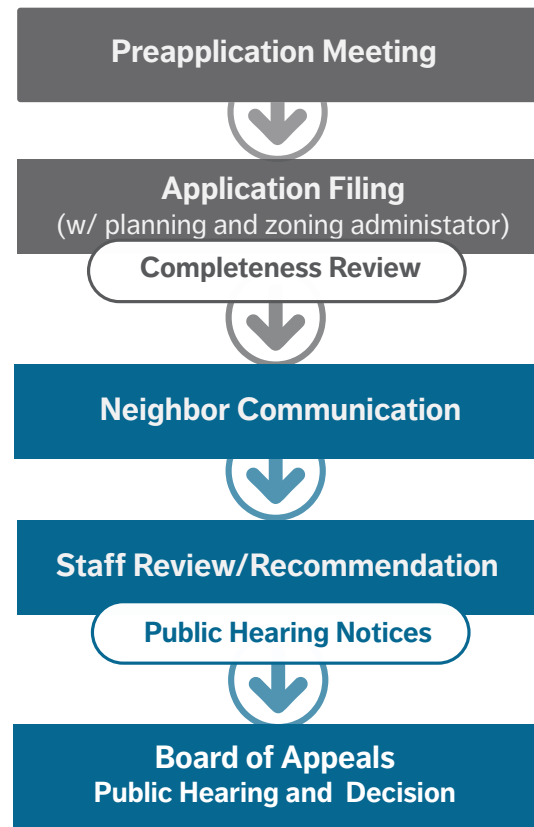 Preapplication Meeting
Application Filing
(w/ planning and zoning administator)
Completeness Review
Neighbor Communication
Staff Review/Recommendation
Public Hearing Notices
Board of Appeals
Public Hearing and Decision